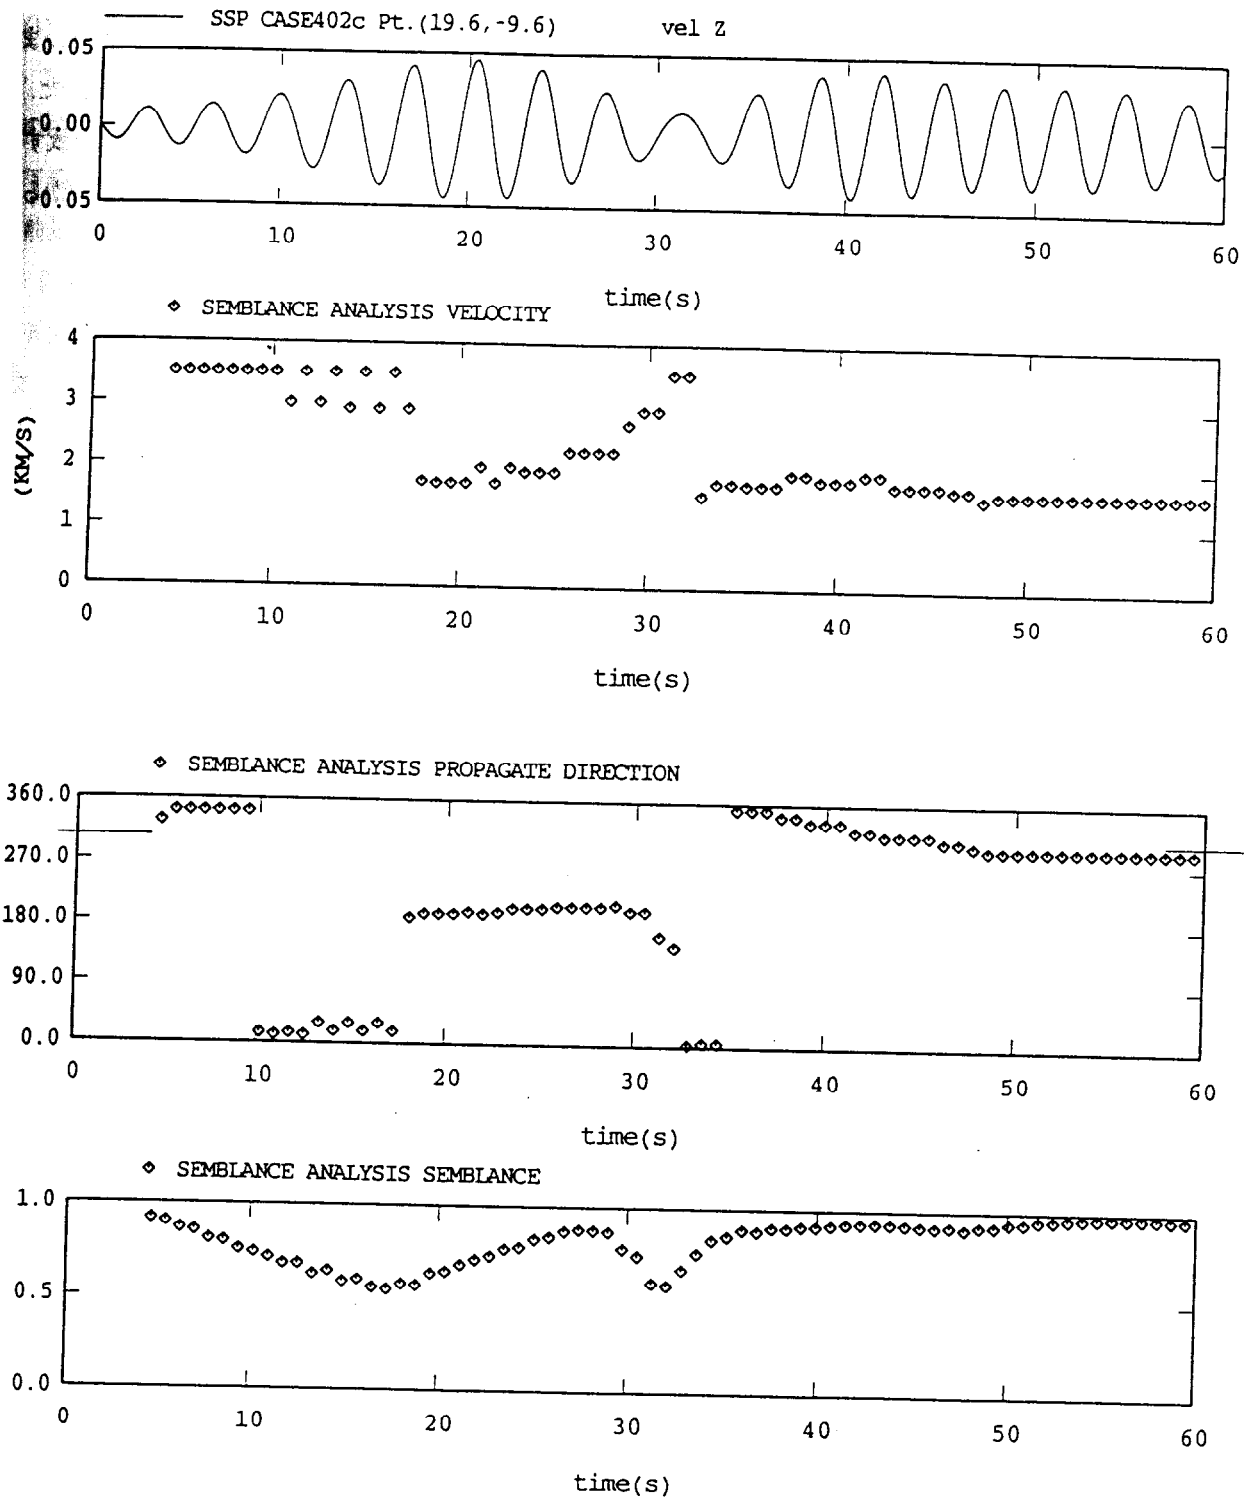 SSP CASE402c Pt.(19.6,-9.6) vel Z
0.05
0.00
0.05
0 10 20 30 40 50 60
time(s)
SEMBLANCE ANALYSIS VELOCITY
4
3
2
1
0
(KM/S)
0 10 20 30 40 50 60
time(s)
SEMBLANCE ANALYSIS PROPAGATE DIRECTION
360.0
270.0
180.0
90.0
0.0
0 10 20 30 40 50 60
time(s)
SEMBLANCE ANALYSIS SEMBLANCE
1.0
0.5
0.0
0 10 20 30 40 50 60
time(s)